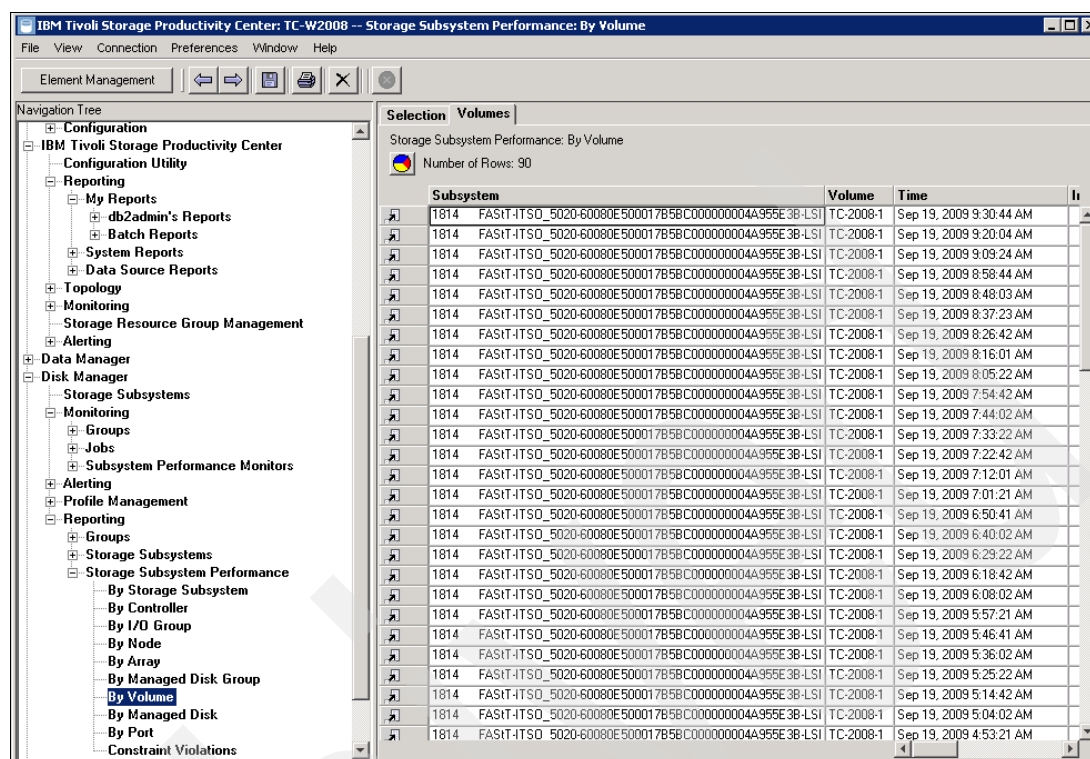 IBM Tivoli Storage Productivity Center: TC-W2008 -- Storage Subsystem Performance: By Volume
File View Connection Preferences Window Help
Element Management
Navigation Tree
Configuration
IBM Tivoli Storage Productivity Center
Configuration Utility
Reporting
My Reports
db2admin's Reports
Batch Reports
System Reports
Data Source Reports
Topology
Monitoring
Storage Resource Group Management
Alerting
Data Manager
Disk Manager
Storage Subsystems
Monitoring
Groups
Jobs
Subsystem Performance Monitors
Alerting
Profile Management
Reporting
Groups
Storage Subsystems
Storage Subsystem Performance
By Storage Subsystem
By Controller
By I/O Group
By Node
By Array
By Managed Disk Group
By Volume
By Managed Disk
By Port
Constraint Violations
Selection Volumes
Storage Subsystem Performance: By Volume
Number of Rows: 90
Subsystem Volume Time
1814 FAStT-ITSO_5020-60080E500017B5BC000000004A955E3B-LSI TC-2008-1 Sep 19, 2009 9:30:44 AM
1814 FAStT-ITSO_5020-60080E500017B5BC000000004A955E3B-LSI TC-2008-1 Sep 19, 2009 9:20:04 AM
1814 FAStT-ITSO_5020-60080E500017B5BC000000004A955E3B-LSI TC-2008-1 Sep 19, 2009 9:09:24 AM
1814 FAStT-ITSO_5020-60080E500017B5BC000000004A955E3B-LSI TC-2008-1 Sep 19, 2009 8:58:44 AM
1814 FAStT-ITSO_5020-60080E500017B5BC000000004A955E3B-LSI TC-2008-1 Sep 19, 2009 8:48:03 AM
1814 FAStT-ITSO_5020-60080E500017B5BC000000004A955E3B-LSI TC-2008-1 Sep 19, 2009 8:37:23 AM
1814 FAStT-ITSO_5020-60080E500017B5BC000000004A955E3B-LSI TC-2008-1 Sep 19, 2009 8:26:42 AM
1814 FAStT-ITSO_5020-60080E500017B5BC000000004A955E3B-LSI TC-2008-1 Sep 19, 2009 8:16:01 AM
1814 FAStT-ITSO_5020-60080E500017B5BC000000004A955E3B-LSI TC-2008-1 Sep 19, 2009 8:05:22 AM
1814 FAStT-ITSO_5020-60080E500017B5BC000000004A955E3B-LSI TC-2008-1 Sep 19, 2009 7:54:42 AM
1814 FAStT-ITSO_5020-60080E500017B5BC000000004A955E3B-LSI TC-2008-1 Sep 19, 2009 7:44:02 AM
1814 FAStT-ITSO_5020-60080E500017B5BC000000004A955E3B-LSI TC-2008-1 Sep 19, 2009 7:33:22 AM
1814 FAStT-ITSO_5020-60080E500017B5BC000000004A955E3B-LSI TC-2008-1 Sep 19, 2009 7:22:42 AM
1814 FAStT-ITSO_5020-60080E500017B5BC000000004A955E3B-LSI TC-2008-1 Sep 19, 2009 7:12:01 AM
1814 FAStT-ITSO_5020-60080E500017B5BC000000004A955E3B-LSI TC-2008-1 Sep 19, 2009 7:01:21 AM
1814 FAStT-ITSO_5020-60080E500017B5BC000000004A955E3B-LSI TC-2008-1 Sep 19, 2009 6:50:41 AM
1814 FAStT-ITSO_5020-60080E500017B5BC000000004A955E3B-LSI TC-2008-1 Sep 19, 2009 6:40:02 AM
1814 FAStT-ITSO_5020-60080E500017B5BC000000004A955E3B-LSI TC-2008-1 Sep 19, 2009 6:29:22 AM
1814 FAStT-ITSO_5020-60080E500017B5BC000000004A955E3B-LSI TC-2008-1 Sep 19, 2009 6:18:42 AM
1814 FAStT-ITSO_5020-60080E500017B5BC000000004A955E3B-LSI TC-2008-1 Sep 19, 2009 6:08:02 AM
1814 FAStT-ITSO_5020-60080E500017B5BC000000004A955E3B-LSI TC-2008-1 Sep 19, 2009 5:57:21 AM
1814 FAStT-ITSO_5020-60080E500017B5BC000000004A955E3B-LSI TC-2008-1 Sep 19, 2009 5:46:41 AM
1814 FAStT-ITSO_5020-60080E500017B5BC000000004A955E3B-LSI TC-2008-1 Sep 19, 2009 5:36:02 AM
1814 FAStT-ITSO_5020-60080E500017B5BC000000004A955E3B-LSI TC-2008-1 Sep 19, 2009 5:25:22 AM
1814 FAStT-ITSO_5020-60080E500017B5BC000000004A955E3B-LSI TC-2008-1 Sep 19, 2009 5:14:42 AM
1814 FAStT-ITSO_5020-60080E500017B5BC000000004A955E3B-LSI TC-2008-1 Sep 19, 2009 5:04:02 AM
1814 FAStT-ITSO_5020-60080E500017B5BC000000004A955E3B-LSI TC-2008-1 Sep 19, 2009 4:53:21 AM